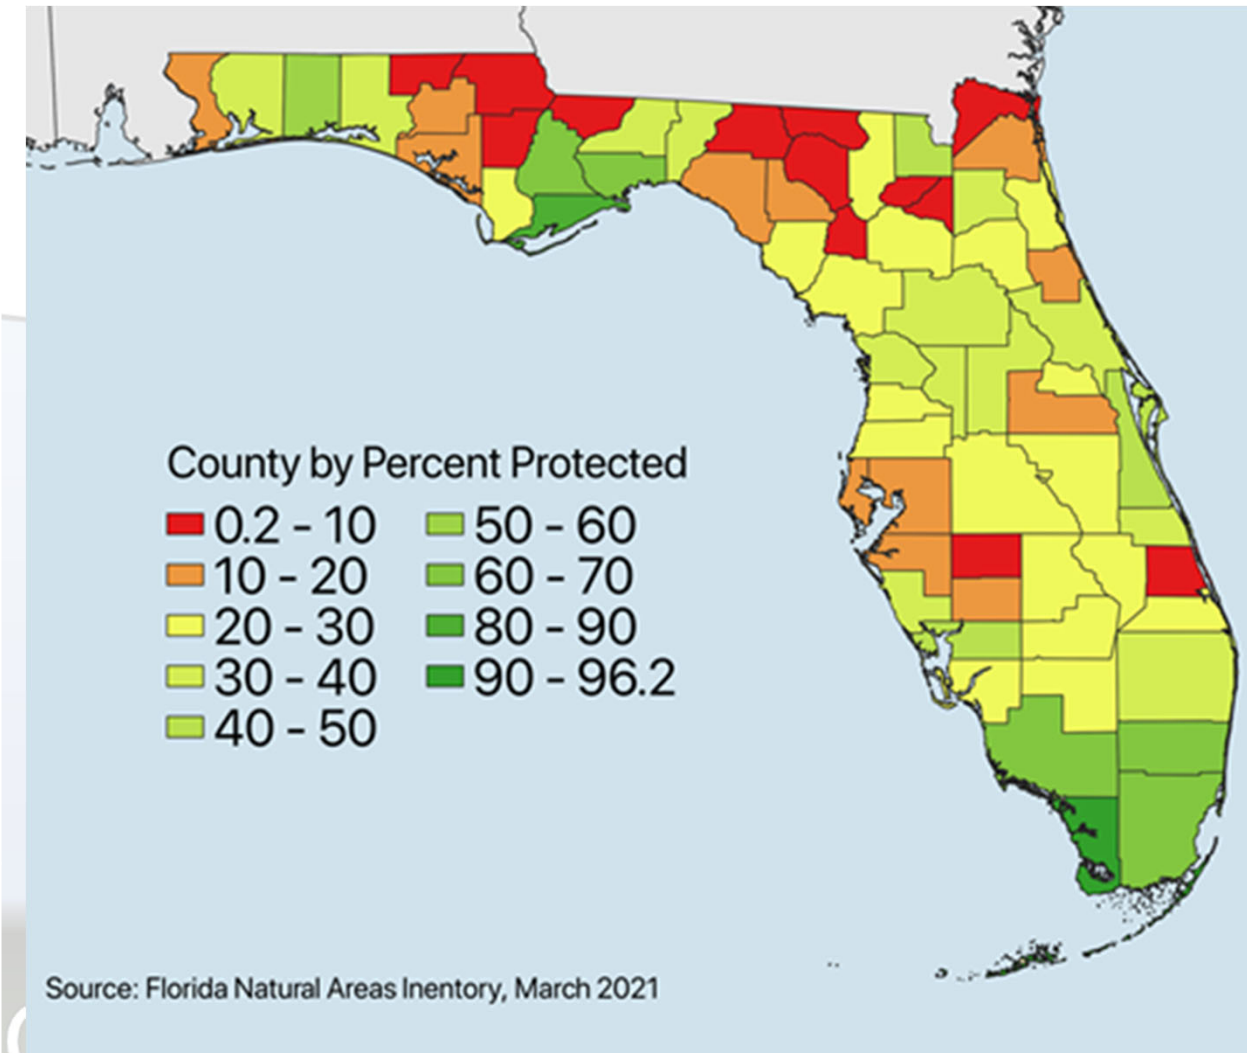 County by Percent Protected
0.2 - 10
50 - 60
10 - 20
60 - 70
20 - 30
80 - 90
30 - 40
90 - 96.2
40 - 50
Source: Florida Natural Areas Inentory, March 2021